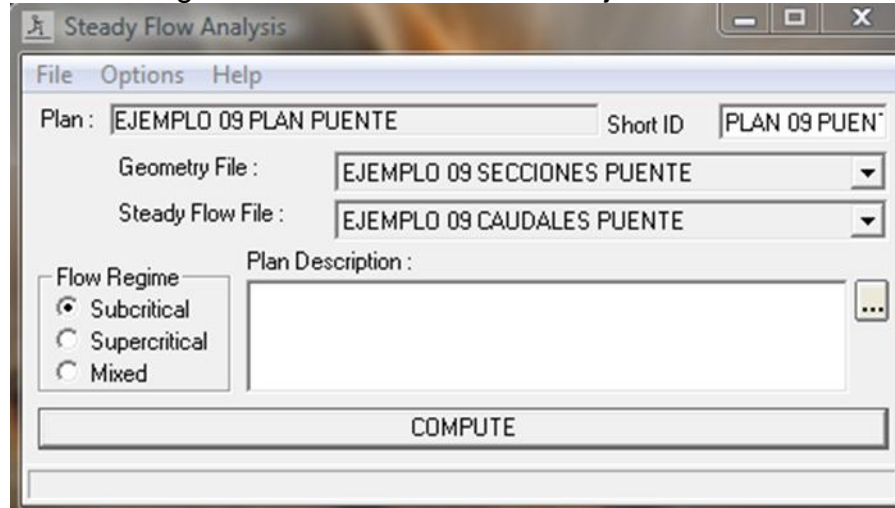 Steady Flow Analysis
File Options Help
Plan : EJEMPLO 09 PLAN PUENTE Short ID PLAN 09 PUEN
Geometry File : EJEMPLO 09 SECCIONES PUENTE
Steady Flow File : EJEMPLO 09 CAUDALES PUENTE
Flow Regime Plan Description :
Subcritical
...
Supercritical
Mixed
COMPUTE